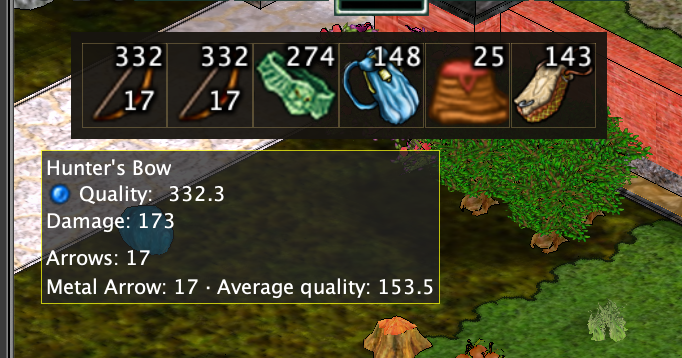 332 332 274 148 25 143
17 17
Hunter's Bow
Quality: 332.3
Damage: 173
Arrows: 17
Metal Arrow: 17 · Average quality: 153.5